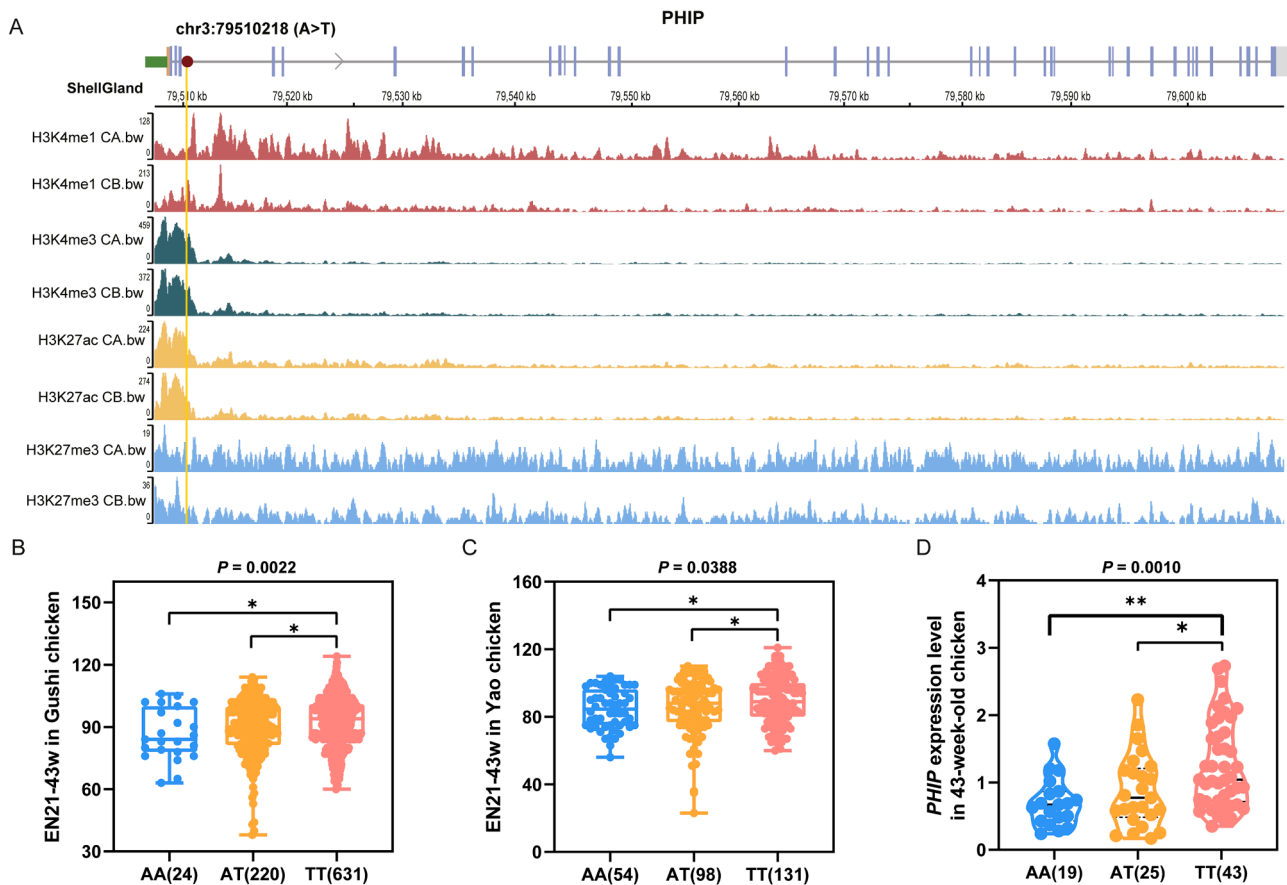 A
PHIP
chr3:79510218 (A>T)
ShellGland
79,510 kb 79,520 kb 79,530 kb 79,540 kb 79,550 kb 79,560 kb 79,570 kb 79,580 kb 79,590 kb 79,600 kb
128
H3K4me1 CA.bw
0
213
H3K4me1 CB.bw
0
459
H3K4me3 CA.bw
0
372
H3K4me3 CB.bw
0
224
H3K27ac CA.bw
0
274
H3K27ac CB.bw
0
19
H3K27me3 CA.bw
0
36
H3K27me3 CB.bw
0
B
P = 0.0022
EN21-43w in Gushi chicken
150
120
90
60
30
*
*
AA(24) AT(220) TT(631)
C
P = 0.0388
EN21-43w in Yao chicken
160
120
80
40
0
*
*
AA(54) AT(98) TT(131)
D
P = 0.0010
PHIP expression level
in 43-week-old chicken
4
3
2
1
0
**
*
AA(19) AT(25) TT(43)